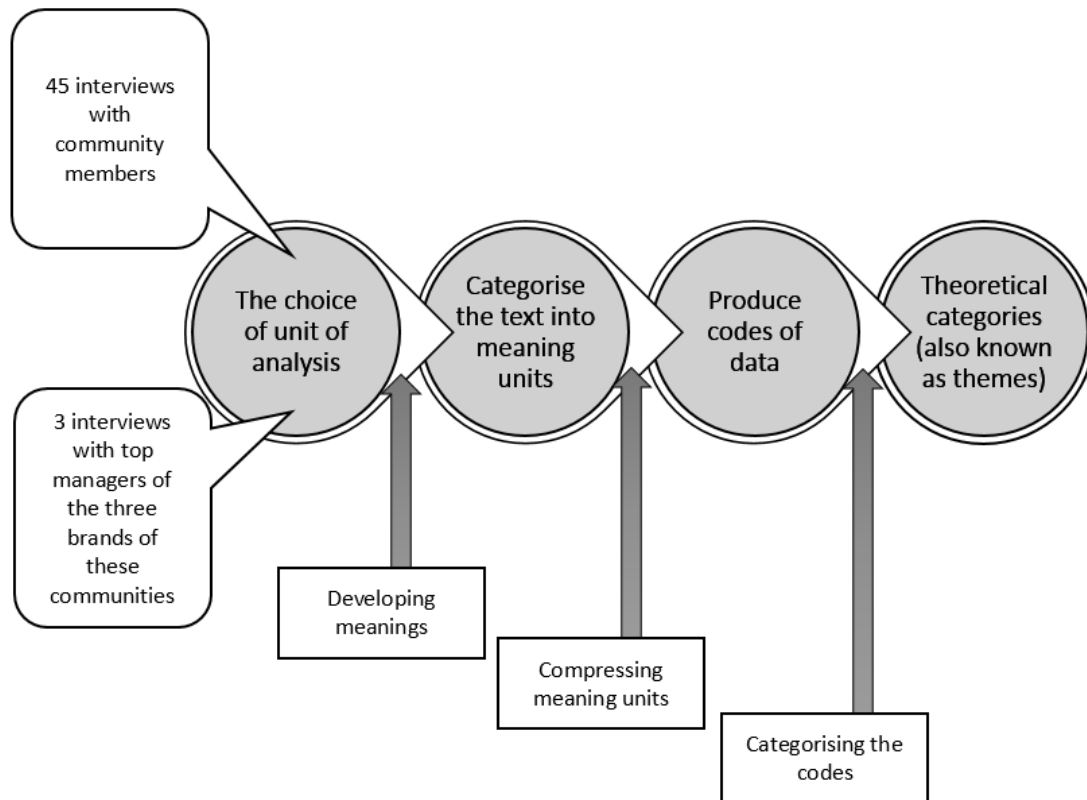 45 interviews
with
community
members
The choice
of unit of
analysis
Categorise
the text into
meaning
units
Produce
codes of
data
Theoretical
categories
(also known
as themes)
3 interviews
with top
managers of
the three
brands of
these
communities
Developing
meanings
Compressing
meaning units
Categorising the
codes